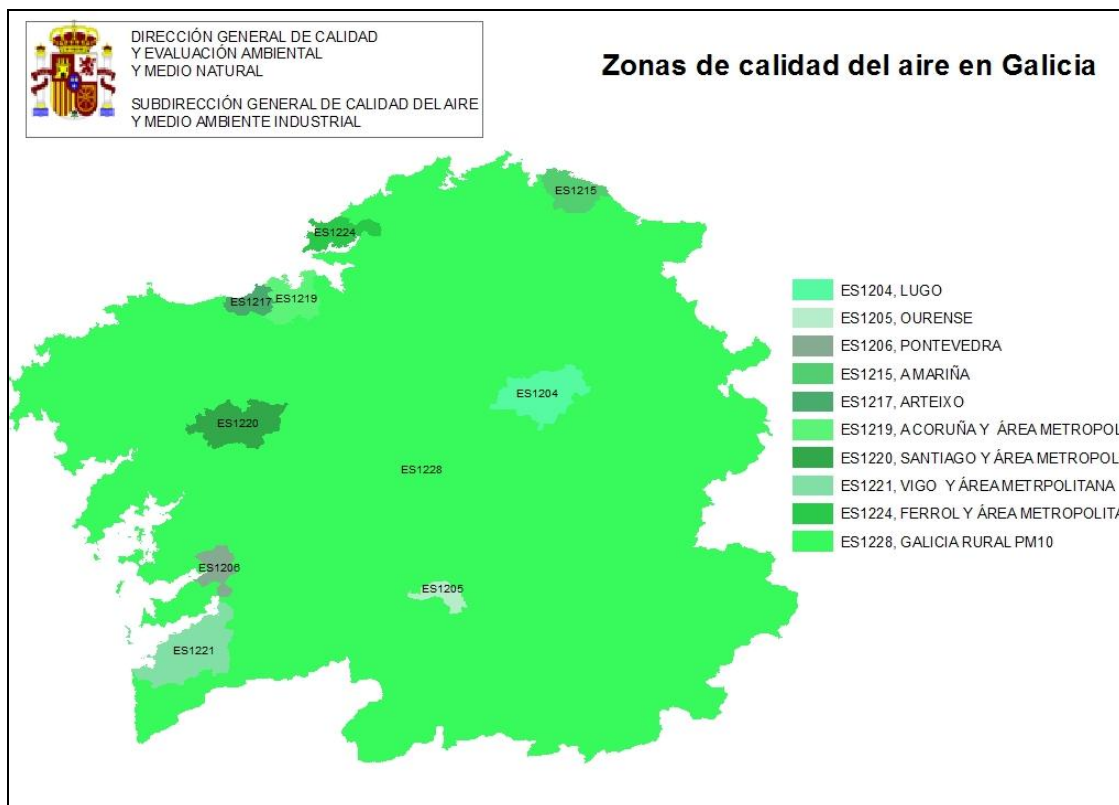 DIRECCIÓN GENERAL DE CALIDAD
Y EVALUACIÓN AMBIENTAL
Y MEDIO NATURAL
SUBDIRECCIÓN GENERAL DE CALIDAD DEL AIRE
Y MEDIO AMBIENTE INDUSTRIAL
Zonas de calidad del aire en Galicia
ES1215
ES1224
ES1217
ES1219
ES1204
ES1220
ES1228
ES1206
ES1205
ES1221
ES1204, LUGO
ES1205, OURENSE
ES1206, PONTEVEDRA
ES1215, A MARIÑA
ES1217, ARTEIXO
ES1219, A CORUÑA Y ÁREA METROPOL
ES1220, SANTIAGO Y ÁREA METROPOL
ES1221, VIGO Y ÁREA METRPOLITANA
ES1224, FERROL Y ÁREA METROPOLITA
ES1228, GALICIA RURAL PM10